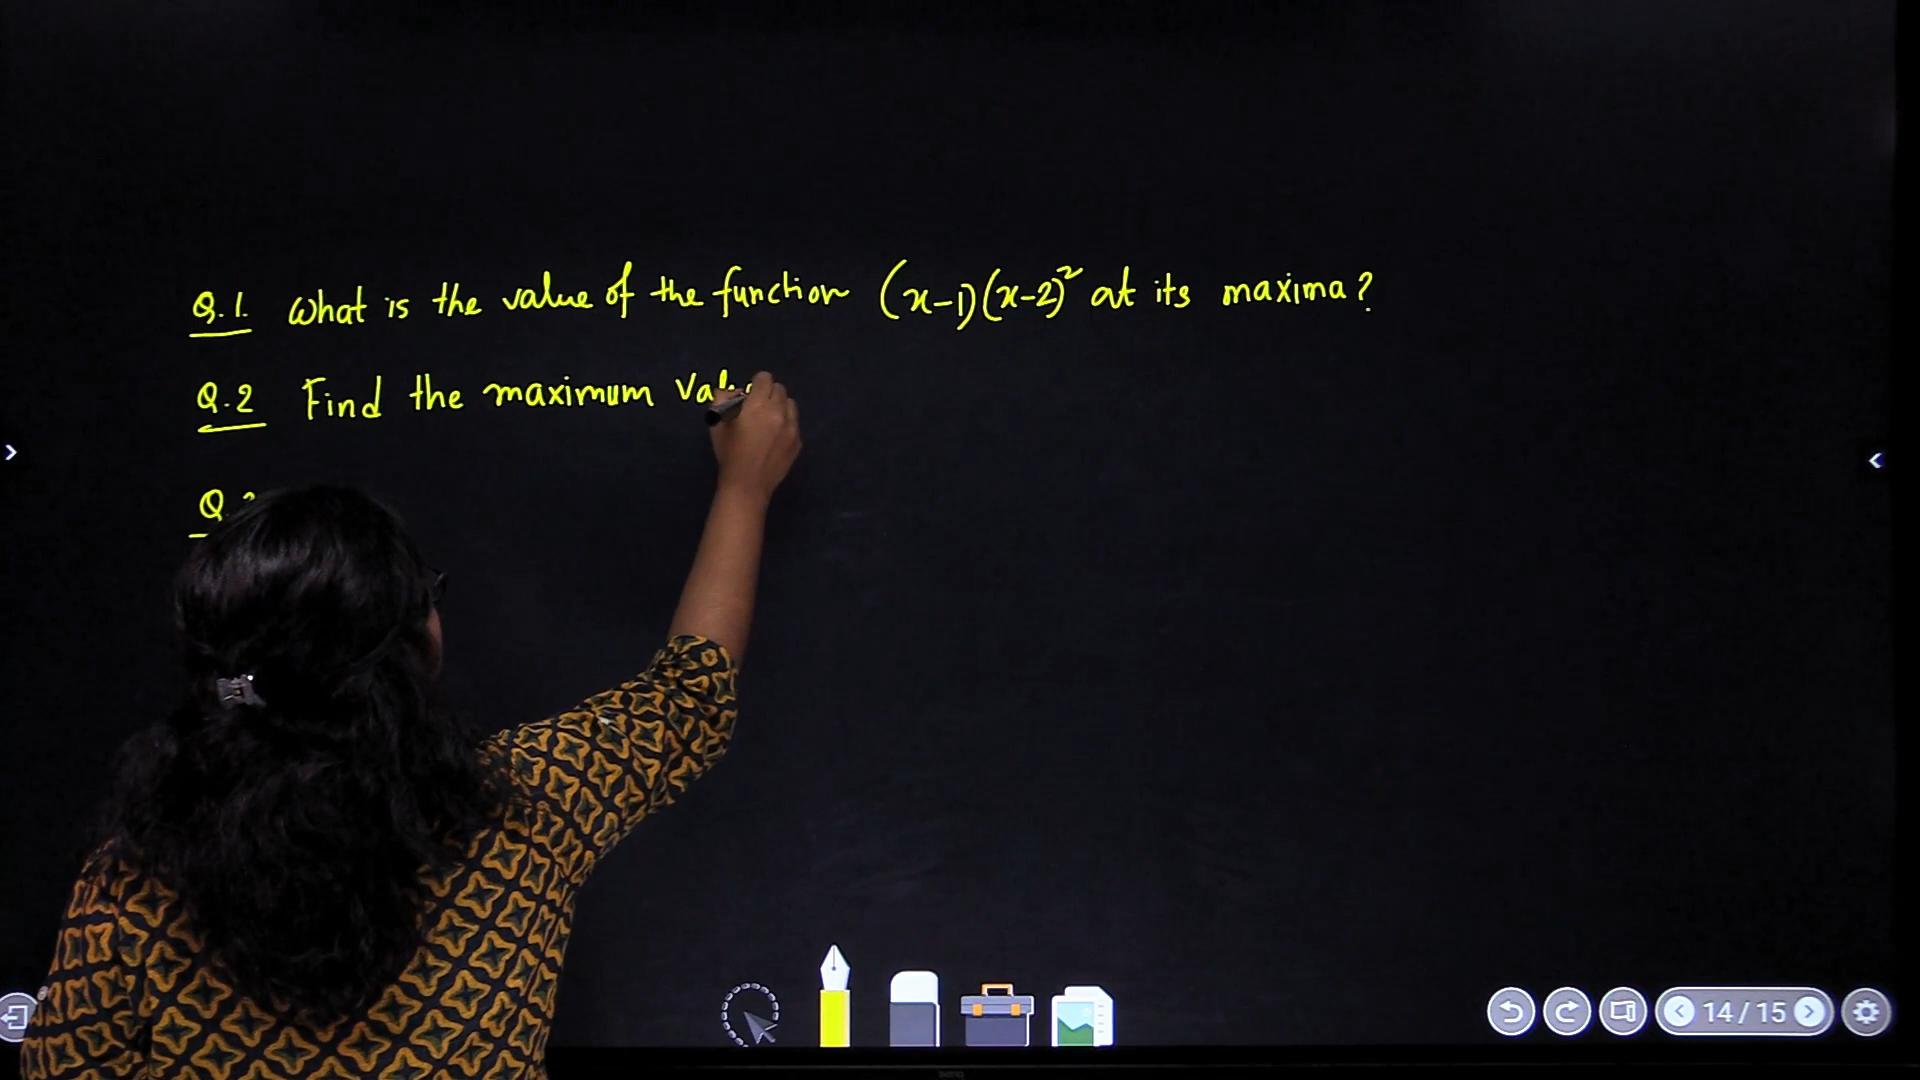 Q.1. What is the value of the function (x-1)(x-2)² at its maxima?
Q.2 Find the maximum
Q.
14/15